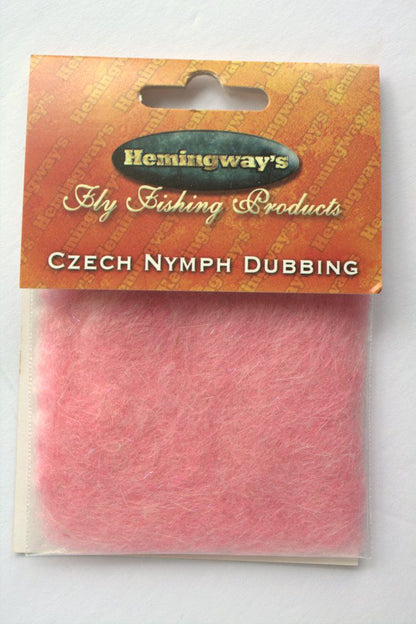 Hemingway's
Fly Fishing Products
CZECH NYMPH DUBBING